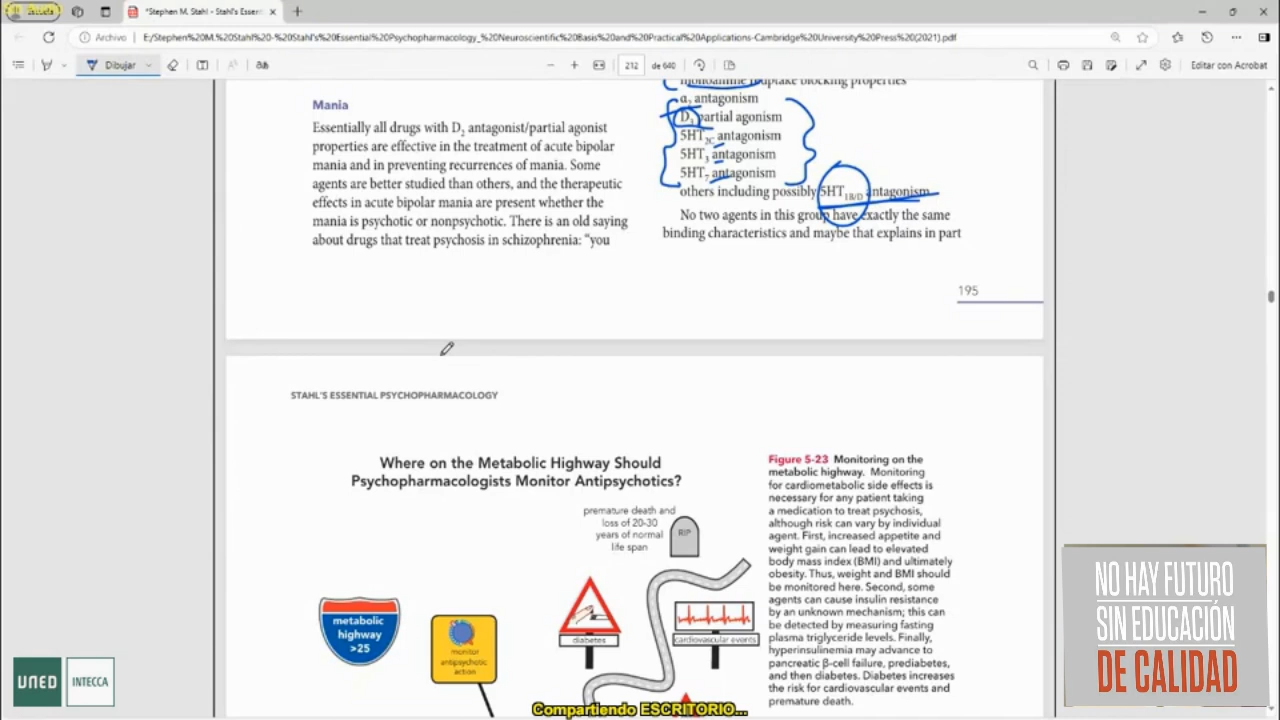 Escuela
*Stephen M. Stahl - Stahl's Essen
Archivo
E:/Stephen%20M.%20Stahl%20-%20Stahl's%20Essential%20Psychopharmacology_%20Neuroscientific%20Basis%20and%20Practical%20Applications-Cambridge%20University%20Press%20(2021).pdf
Dibujar
212 de 640
Editar con Acrobat
Mania
Essentially all drugs with D2 antagonist/partial agonist
properties are effective in the treatment of acute bipolar
mania and in preventing recurrences of mania. Some
agents are better studied than others, and the therapeutic
effects in acute bipolar mania are present whether the
mania is psychotic or nonpsychotic. There is an old saying
about drugs that treat psychosis in schizophrenia: “you
monoamine reuptake blocking properties
α2 antagonism
D3 partial agonism
5HT2C antagonism
5HT3 antagonism
5HT7 antagonism
others including possibly 5HT1B/D antagonism
No two agents in this group have exactly the same
binding characteristics and maybe that explains in part
195
STAHL'S ESSENTIAL PSYCHOPHARMACOLOGY
Where on the Metabolic Highway Should
Psychopharmacologists Monitor Antipsychotics?
premature death and
loss of 20-30
years of normal
life span
RIP
metabolic
highway
>25
monitor
antipsychotic
action
diabetes
cardiovascular events
Figure 5-23 Monitoring on the
metabolic highway. Monitoring
for cardiometabolic side effects is
necessary for any patient taking
a medication to treat psychosis,
although risk can vary by individual
agent. First, increased appetite and
weight gain can lead to elevated
body mass index (BMI) and ultimately
obesity. Thus, weight and BMI should
be monitored here. Second, some
agents can cause insulin resistance
by an unknown mechanism; this can
be detected by measuring fasting
plasma triglyceride levels. Finally,
hyperinsulinemia may advance to
pancreatic β-cell failure, prediabetes,
and then diabetes. Diabetes increases
the risk for cardiovascular events and
premature death.
NO HAY FUTURO
SIN EDUCACIÓN
DE CALIDAD
UNED
INTECCA
Compartiendo ESCRITORIO...